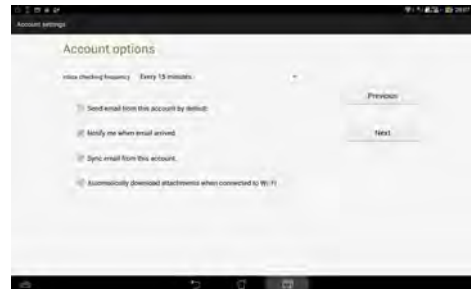 Account settings
Account options
Inbox checking frequency Every 15 minutes
Previous
Send email from this account by default.
Notify me when email arrived.
Next
Sync email from this account.
Automatically download attachments when connected to Wi-Fi